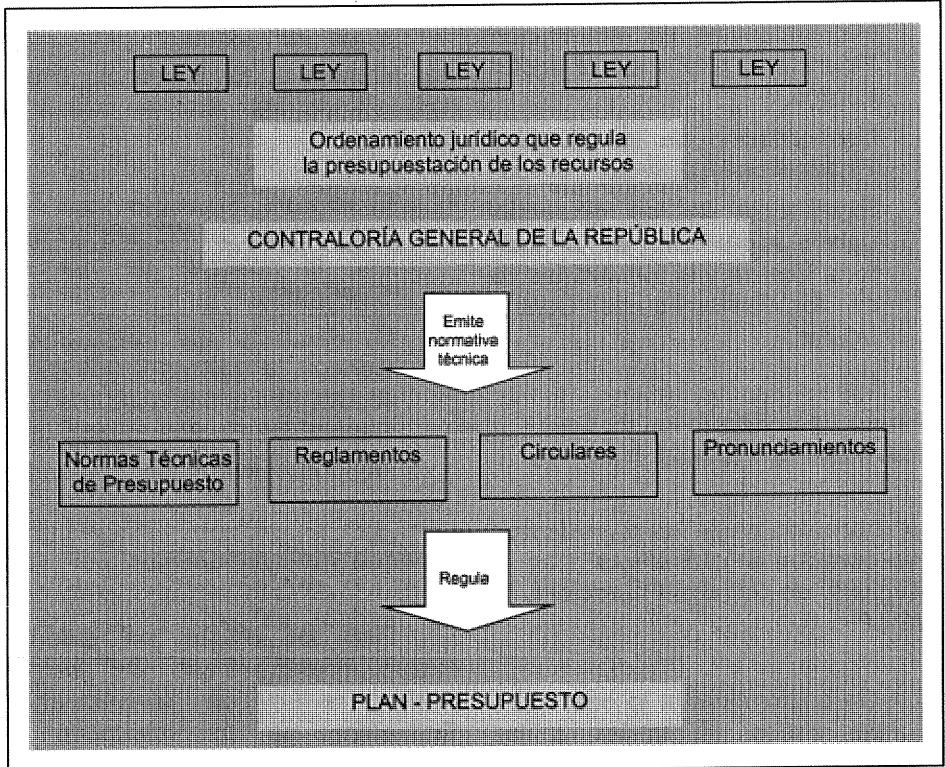 LEY LEY LEY LEY LEY
Ordenamiento jurídico que regula
la presupuestación de los recursos
CONTRALORÍA GENERAL DE LA REPÚBLICA
Emite
normativa
técnica
Normas Técnicas
de Presupuesto
Reglamentos
Circulares
Pronunciamientos
Regula
PLAN - PRESUPUESTO